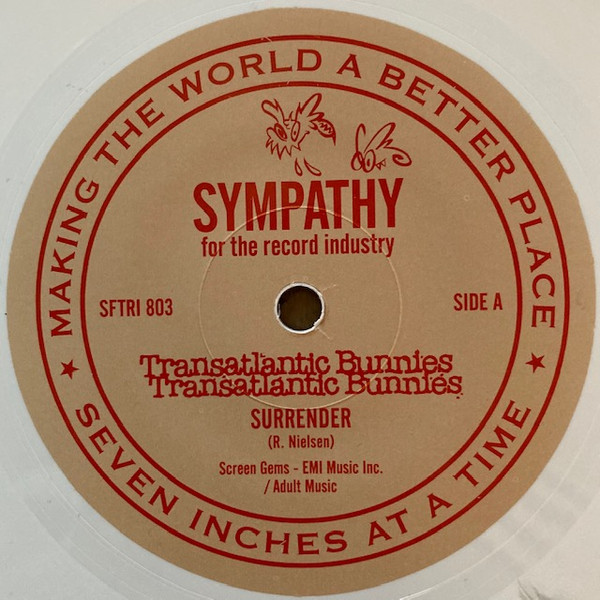 MAKING THE WORLD A BETTER PLACE
SYMPATHY
for the record industry
SFTRI 803
SIDE A
Transatlantic Bunnies
Transatlantic Bunnies
SURRENDER
(R. Nielsen)
Screen Gems - EMI Music Inc.
/ Adult Music
★ SEVEN INCHES AT A TIME ★